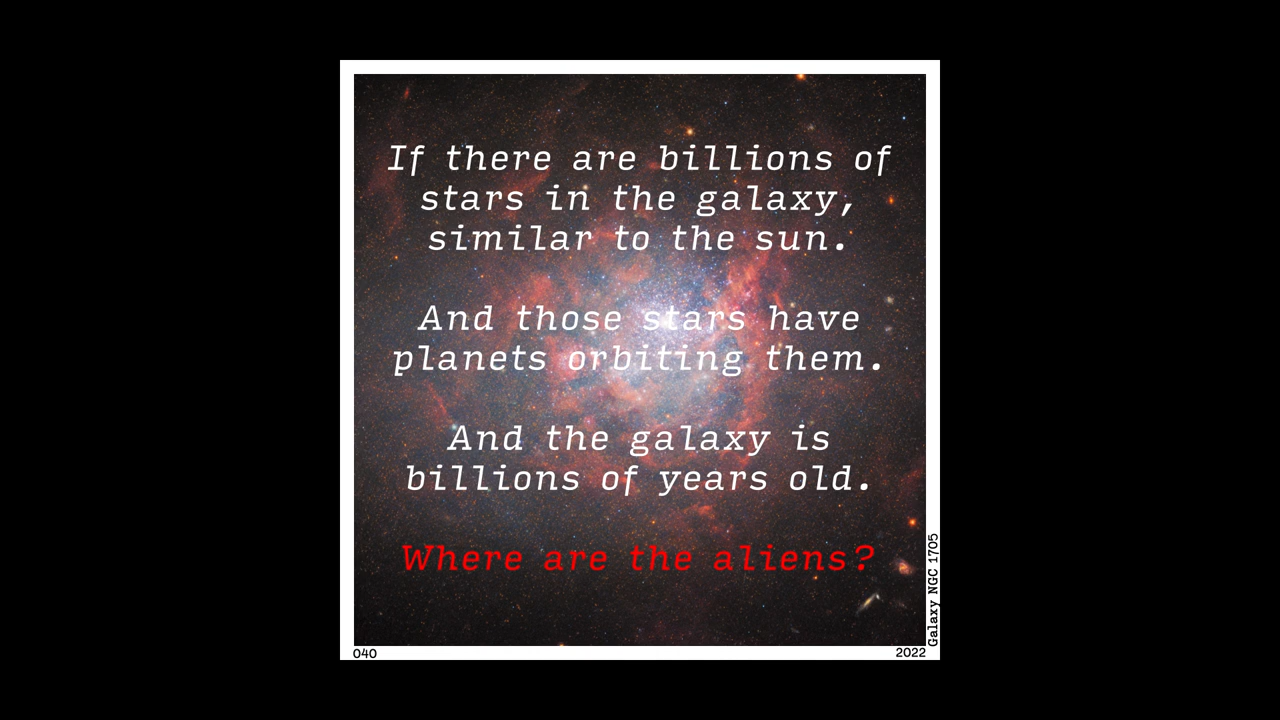 If there are billions of
stars in the galaxy,
similar to the sun.
And those stars have
planets orbiting them.
And the galaxy is
billions of years old.
Where are the aliens?
Galaxy NGC 1705
040
2022